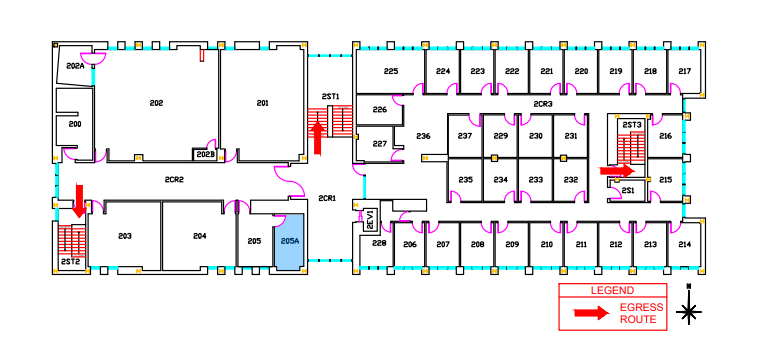 225 224 223 222 221 220 219 218 217
202A
202 201
2ST1
2CR3
226
200
236 237 229 230 231
2ST3
216
227
202B
2CR2
235 234 233 232
215
2S1
2CR1
2EV1
203 204 205 205A
228 206 207 208 209 210 211 212 213 214
2ST2
N
LEGEND
EGRESS
ROUTE